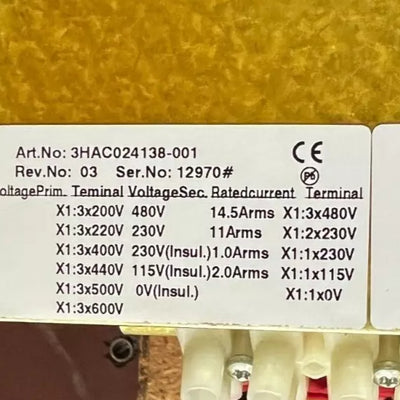 Art.No: 3HAC024138-001 CE
Rev.No: 03 Ser.No: 12970#
oltagePrim. Teminal VoltageSec. Ratedcurrent Terminal
X1:3x200V 480V 14.5Arms X1:3x480V
X1:3x220V 230V 11Arms X1:2x230V
X1:3x400V 230V(Insul.)1.0Arms X1:1x230V
X1:3x440V 115V(Insul.)2.0Arms X1:1x115V
X1:3x500V 0V(Insul.) X1:1x0V
X1:3x600V